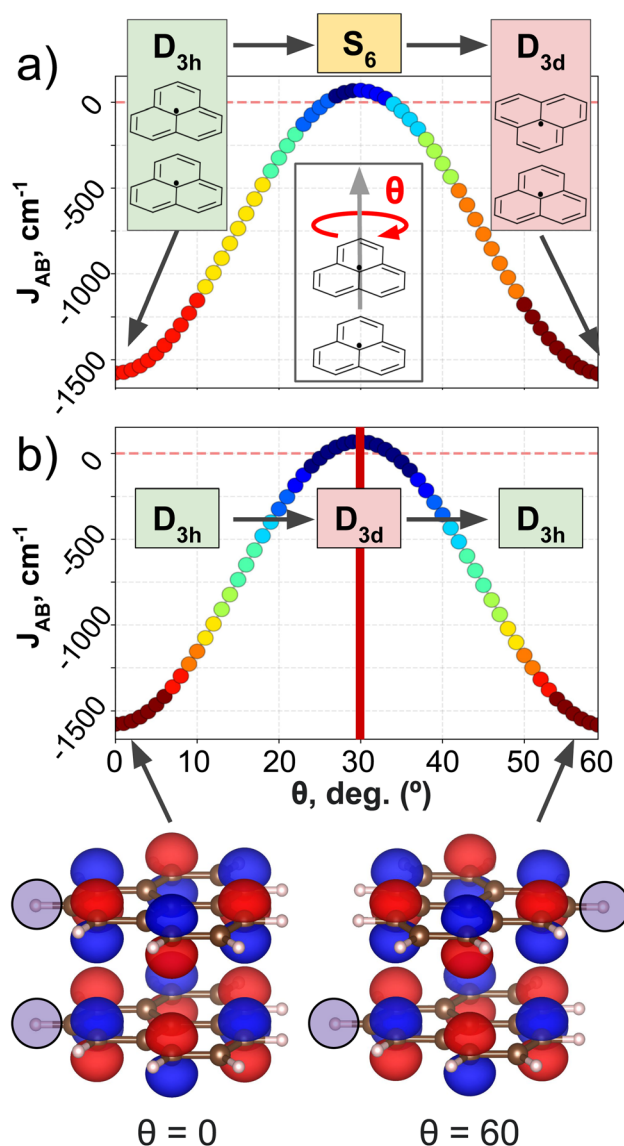 D3h S6 D3d
a)
0
-500
-1000
-1500
JAB, cm-1
θ
b)
0
-500
-1000
-1500
JAB, cm-1
D3h D3d D3h
0 10 20 30 40 50 60
θ, deg. (º)
θ = 0 θ = 60